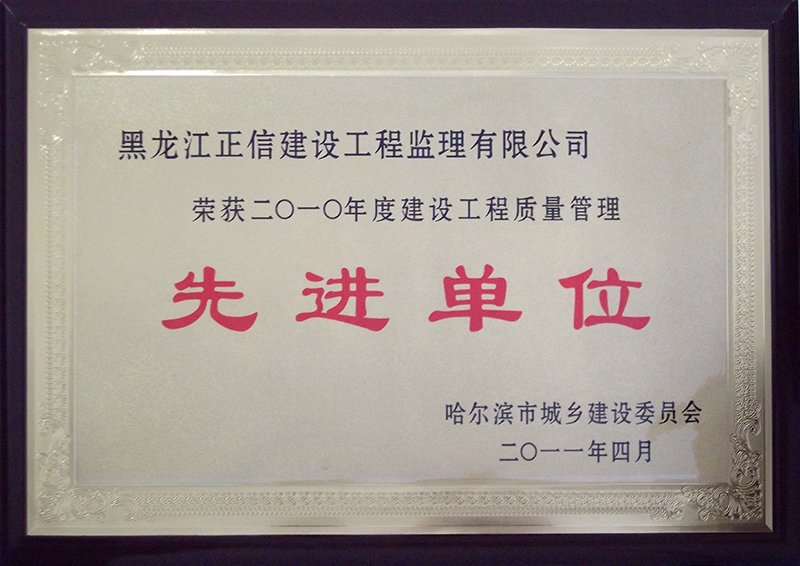 黑龙江正信建设工程监理有限公司
荣获二〇一〇年度建设工程质量管理
先进单位
哈尔滨市城乡建设委员会
二〇一一年四月